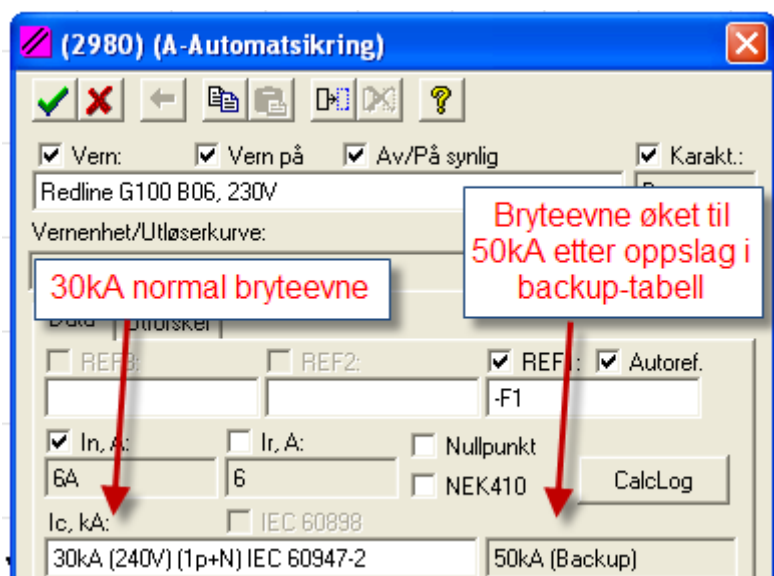 (2980) (A-Automatsikring)
Vern: Vern på Av/På synlig Karakt.:
Redline G100 B06, 230V
Vernenhet/Utløserkurve:
Bryteevne øket til
50kA etter oppslag i
backup-tabell
30kA normal bryteevne
REF3: REF2: REF1: Autoref.
-F1
In, A: Ir, A: Nullpunkt
6A 6 NEK410 CalcLog
Ic, kA: IEC 60898
30kA (240V) (1p+N) IEC 60947-2 50kA (Backup)